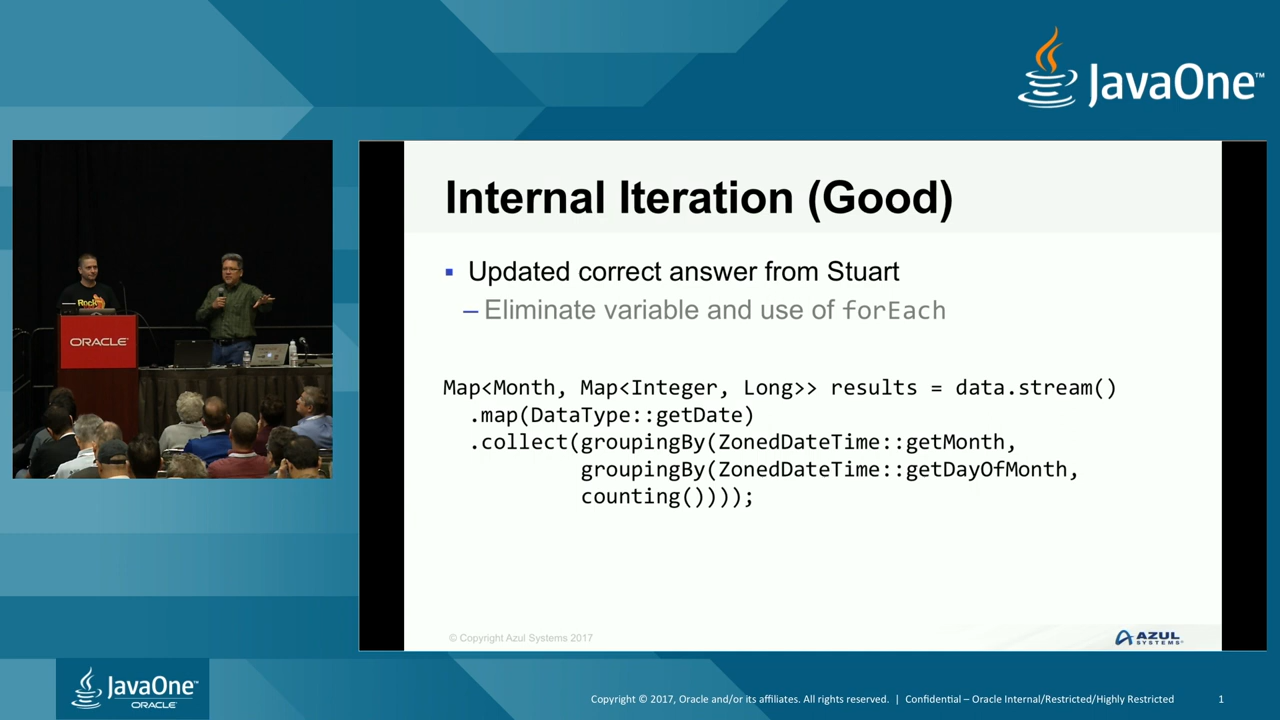 JavaOne™
Rock
ORACLE®
Internal Iteration (Good)
▪ Updated correct answer from Stuart
– Eliminate variable and use of forEach
Map<Month, Map<Integer, Long>> results = data.stream()
.map(DataType::getDate)
.collect(groupingBy(ZonedDateTime::getMonth,
groupingBy(ZonedDateTime::getDayOfMonth,
counting())));
© Copyright Azul Systems 2017
AZUL
SYSTEMS®
JavaOne™
ORACLE®
Copyright © 2017, Oracle and/or its affiliates. All rights reserved. | Confidential – Oracle Internal/Restricted/Highly Restricted 1